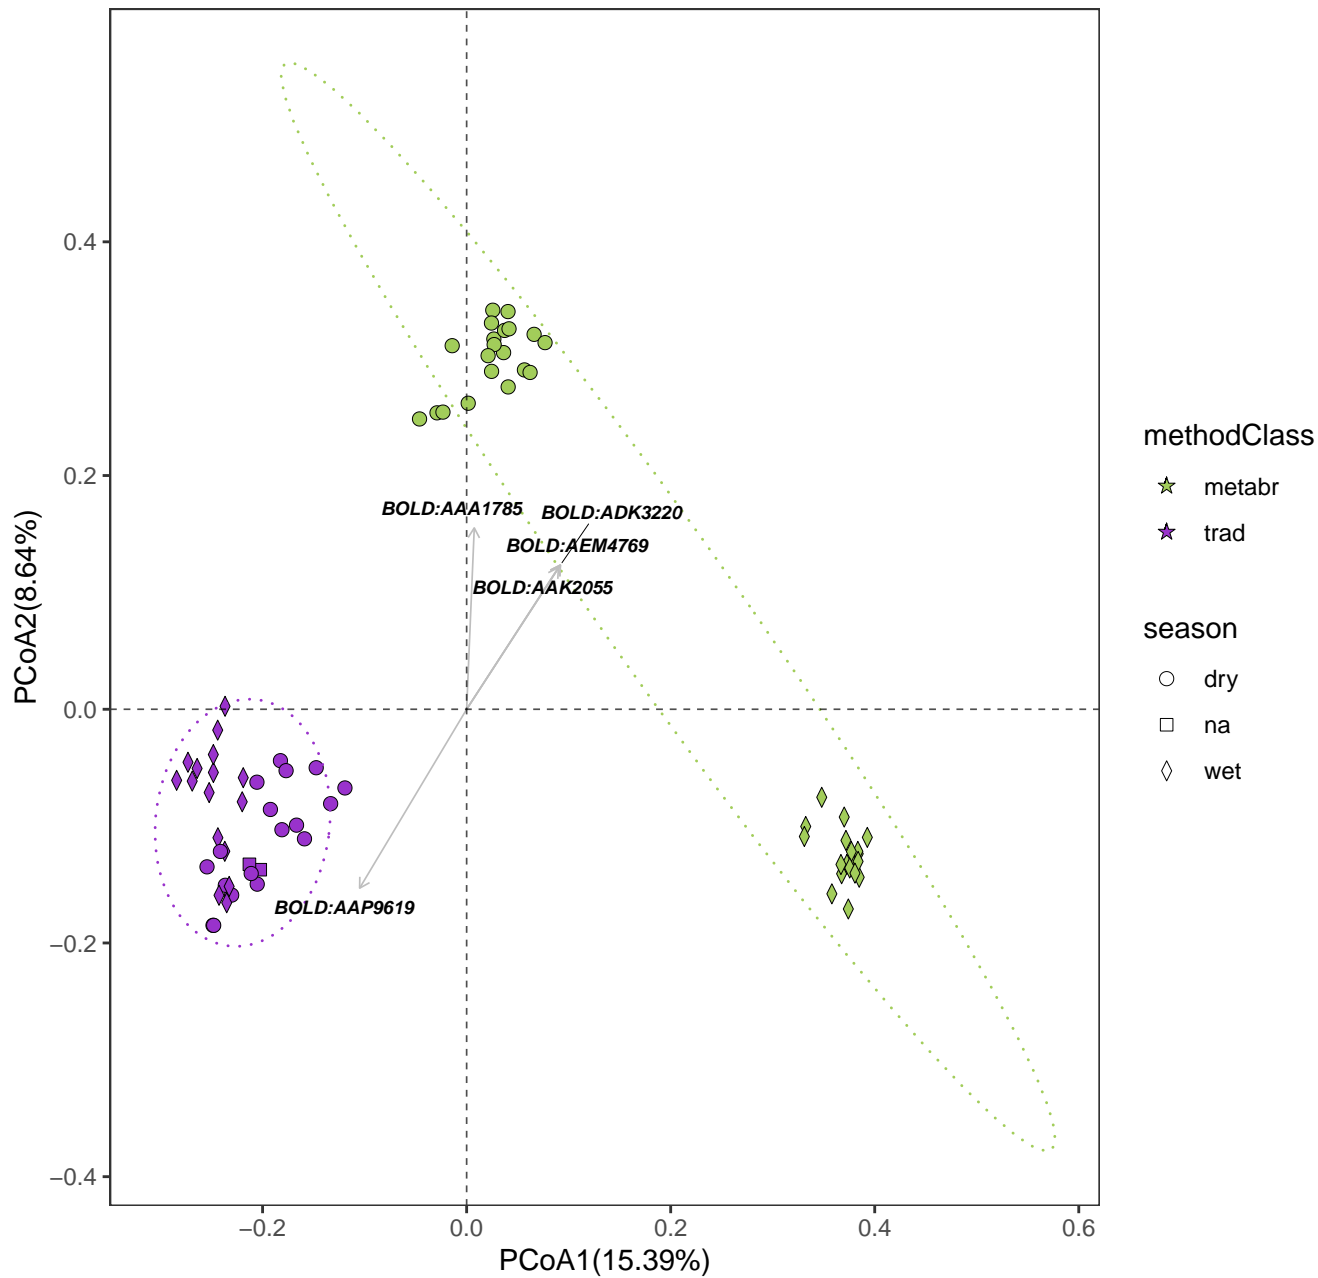 PCoA2(8.64%)
0.4
0.2
0.0
−0.2
−0.4
BOLD:AAA1785
BOLD:ADK3220
BOLD:AEM4769
BOLD:AAK2055
BOLD:AAP9619
−0.2
0.0
0.2
0.4
0.6
PCoA1(15.39%)
methodClass
metabr
trad
season
dry
na
wet